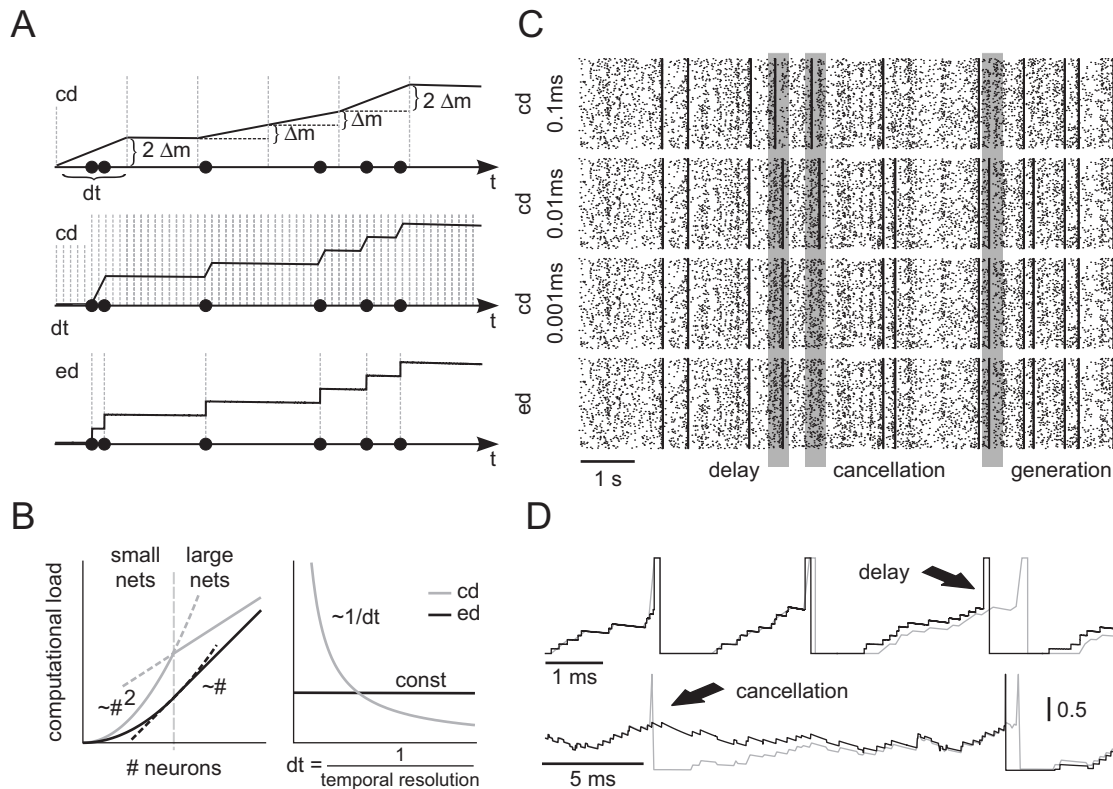 A
cd
2 Δm
Δm
Δm
2 Δm
dt
t
cd
dt
t
ed
t
B
computational load
small nets
large nets
~#²
~#
# neurons
cd
ed
~1/dt
const
dt = 1
temporal resolution
C
cd
0.1ms
cd
0.01ms
cd
0.001ms
ed
1 s
delay
cancellation
generation
D
delay
1 ms
cancellation
0.5
5 ms